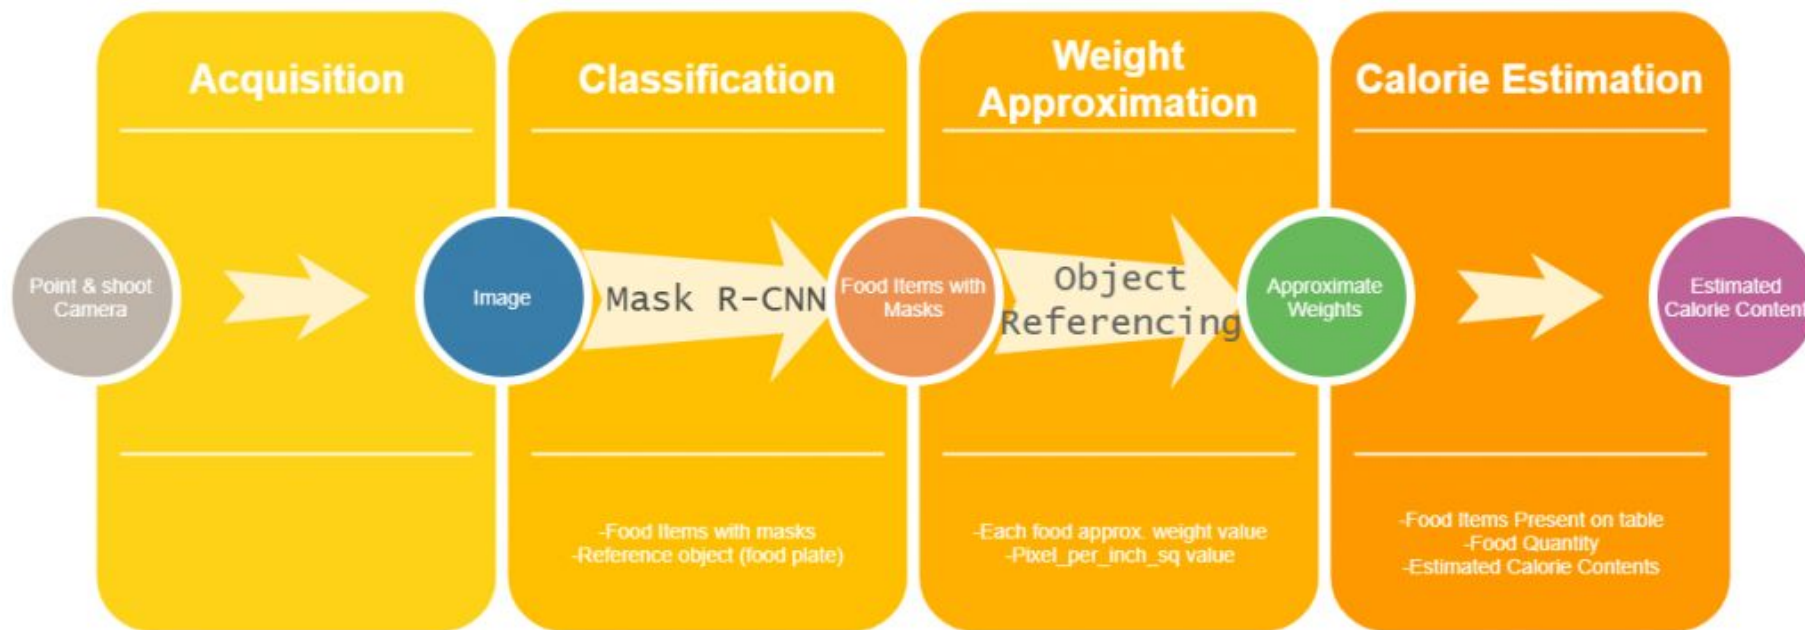 Acquisition
Classification
Weight
Approximation
Calorie Estimation
Point & shoot
Camera
Image
Mask R-CNN
Food Items with
Masks
Object
Referencing
Approximate
Weights
Estimated
Calorie Content
-Food Items with masks
-Reference object (food plate)
-Each food approx. weight value
-Pixel_per_inch_sq value
-Food Items Present on table
-Food Quantity
-Estimated Calorie Contents